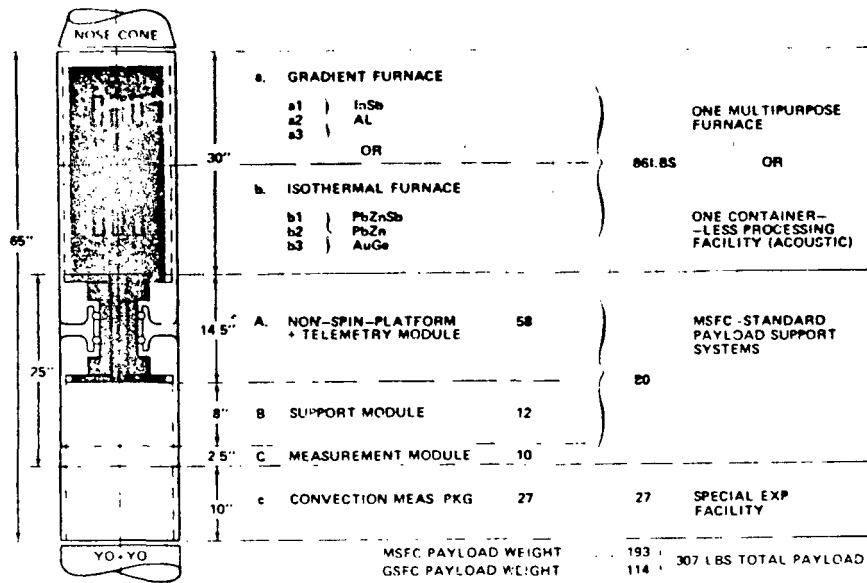 NOSE CONE
a. GRADIENT FURNACE
a1 } InSb
a2 } AL
a3 }
OR
ONE MULTIPURPOSE
FURNACE
30"
86 LBS OR
b. ISOTHERMAL FURNACE
b1 } PbZnSb
b2 } PbZn
b3 } AuGe
ONE CONTAINER-
-LESS PROCESSING
FACILITY (ACOUSTIC)
65"
25"
14.5"
A. NON-SPIN-PLATFORM 58
+ TELEMETRY MODULE
MSFC-STANDARD
PAYLOAD SUPPORT
SYSTEMS
80
8"
B SUPPORT MODULE 12
2.5"
C MEASUREMENT MODULE 10
10"
c CONVECTION MEAS PKG 27 27 SPECIAL EXP
FACILITY
YO-YO
MSFC PAYLOAD WEIGHT 193
GSFC PAYLOAD WEIGHT 114
307 LBS TOTAL PAYLOAD